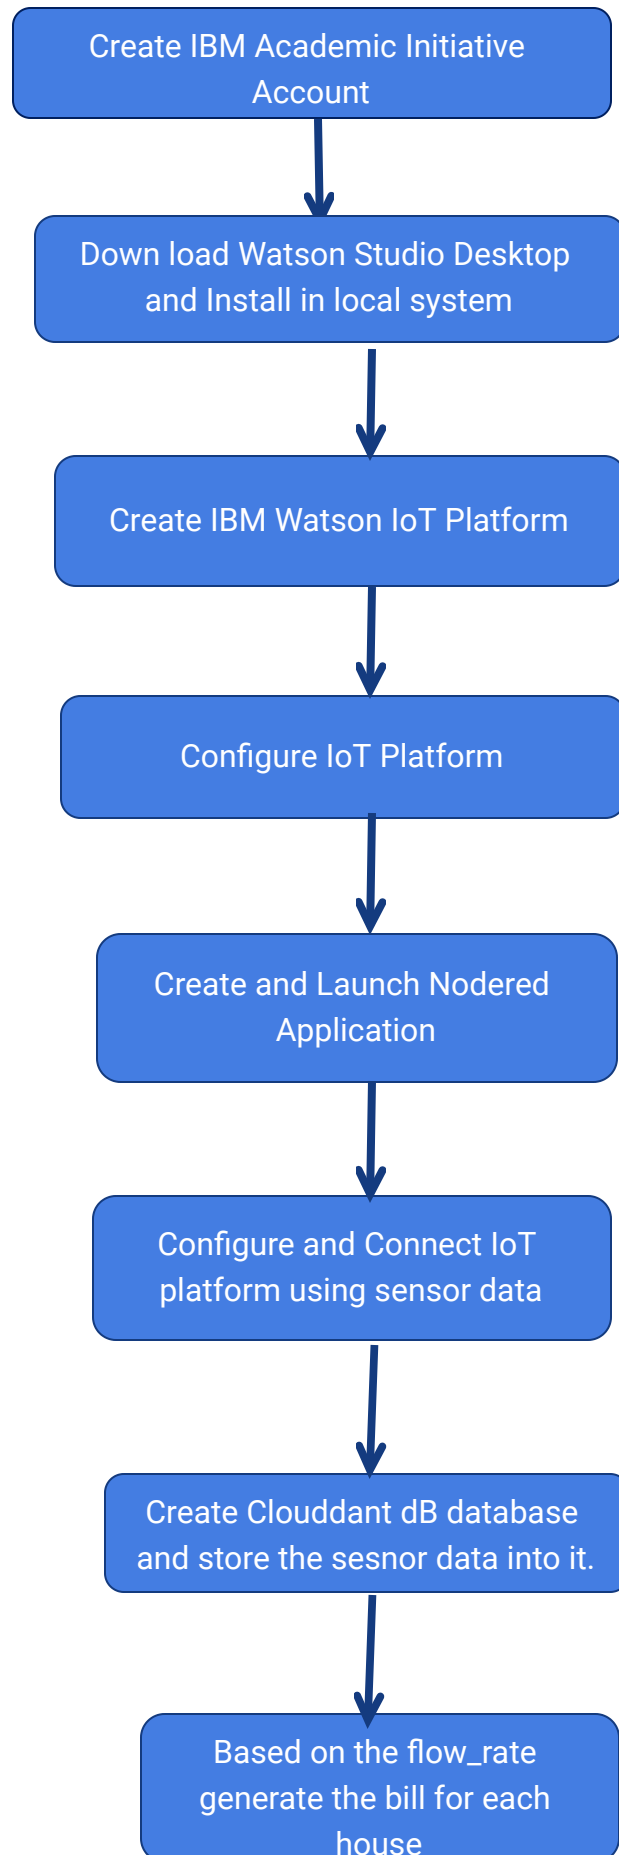 Create IBM Academic Initiative
Account
Down load Watson Studio Desktop
and Install in local system
Create IBM Watson IoT Platform
Configure IoT Platform
Create and Launch Nodered
Application
Configure and Connect IoT
platform using sensor data
Create Clouddant dB database
and store the sesnor data into it.
Based on the flow_rate
generate the bill for each
house